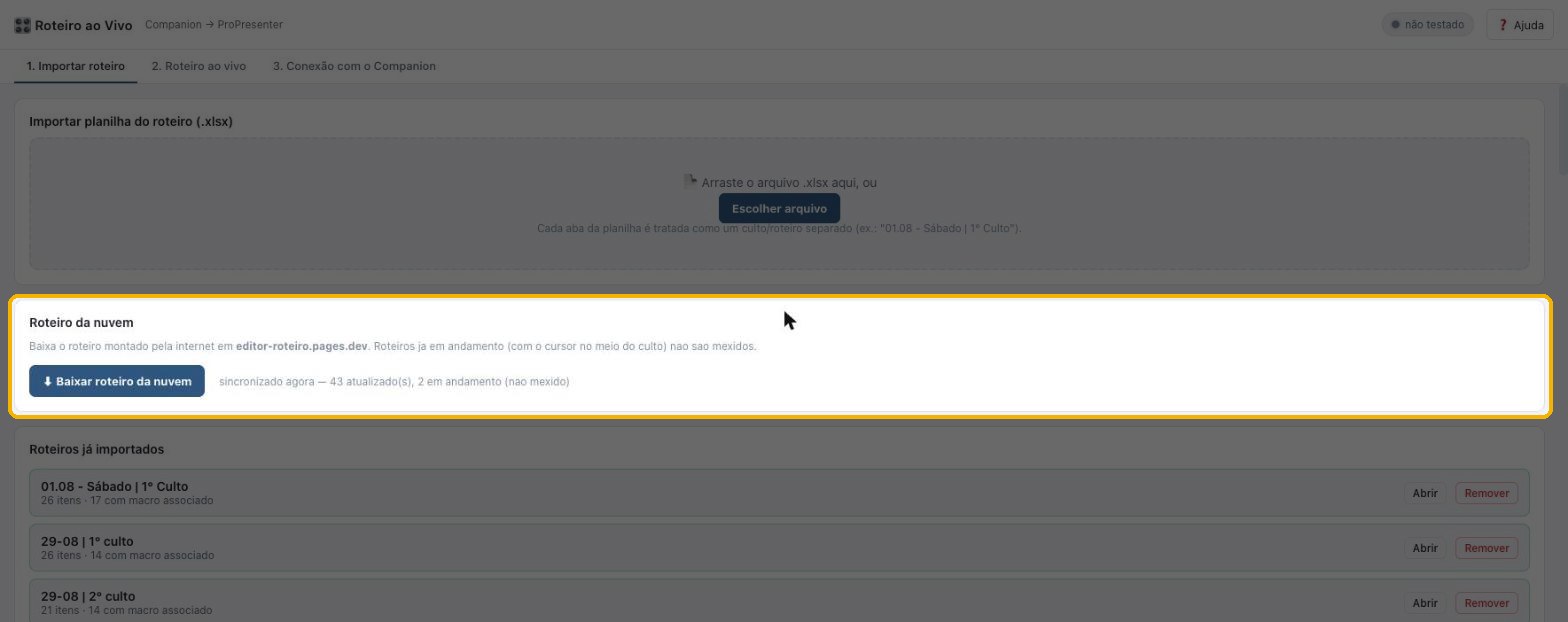 Roteiro ao Vivo
Companion → ProPresenter
não testado
❓ Ajuda
1. Importar roteiro
2. Roteiro ao vivo
3. Conexão com o Companion
Importar planilha do roteiro (.xlsx)
Arraste o arquivo .xlsx aqui, ou
Escolher arquivo
Cada aba da planilha é tratada como um culto/roteiro separado (ex.: "01.08 - Sábado | 1° Culto").
Roteiro da nuvem
Baixa o roteiro montado pela internet em editor-roteiro.pages.dev. Roteiros ja em andamento (com o cursor no meio do culto) nao sao mexidos.
⬇ Baixar roteiro da nuvem
sincronizado agora — 43 atualizado(s), 2 em andamento (nao mexido)
Roteiros já importados
01.08 - Sábado | 1° Culto
26 itens · 17 com macro associado
Abrir
Remover
29-08 | 1° culto
26 itens · 14 com macro associado
Abrir
Remover
29-08 | 2° culto
21 itens · 14 com macro associado
Abrir
Remover